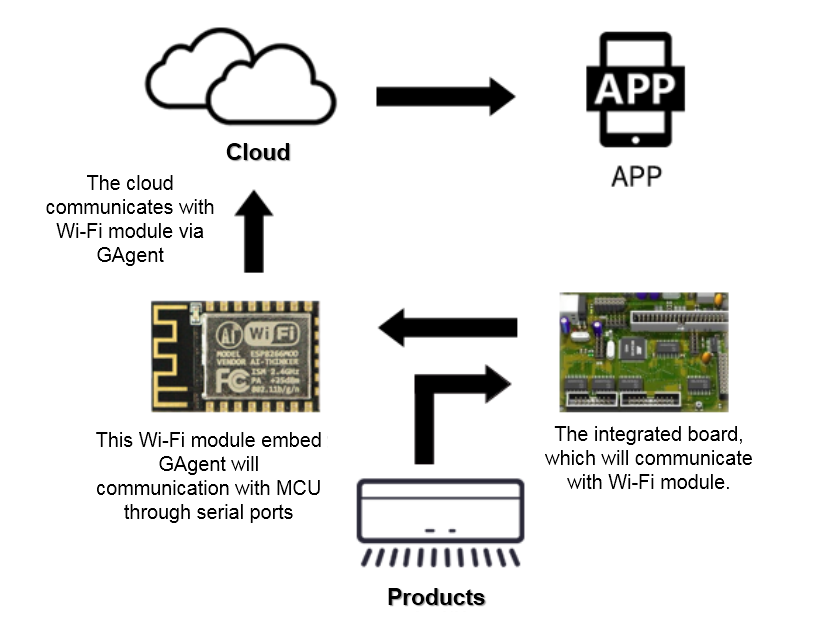 APP
Cloud
APP
The cloud
communicates with
Wi-Fi module via
GAgent
Ai
WiFi
MODEL ESP8266MOD
VENDOR AI-THINKER
ISM 2.4GHz
PA +25dBm
802.11b/g/n
FC
This Wi-Fi module embed
GAgent will
communication with MCU
through serial ports
The integrated board,
which will communicate
with Wi-Fi module.
Products